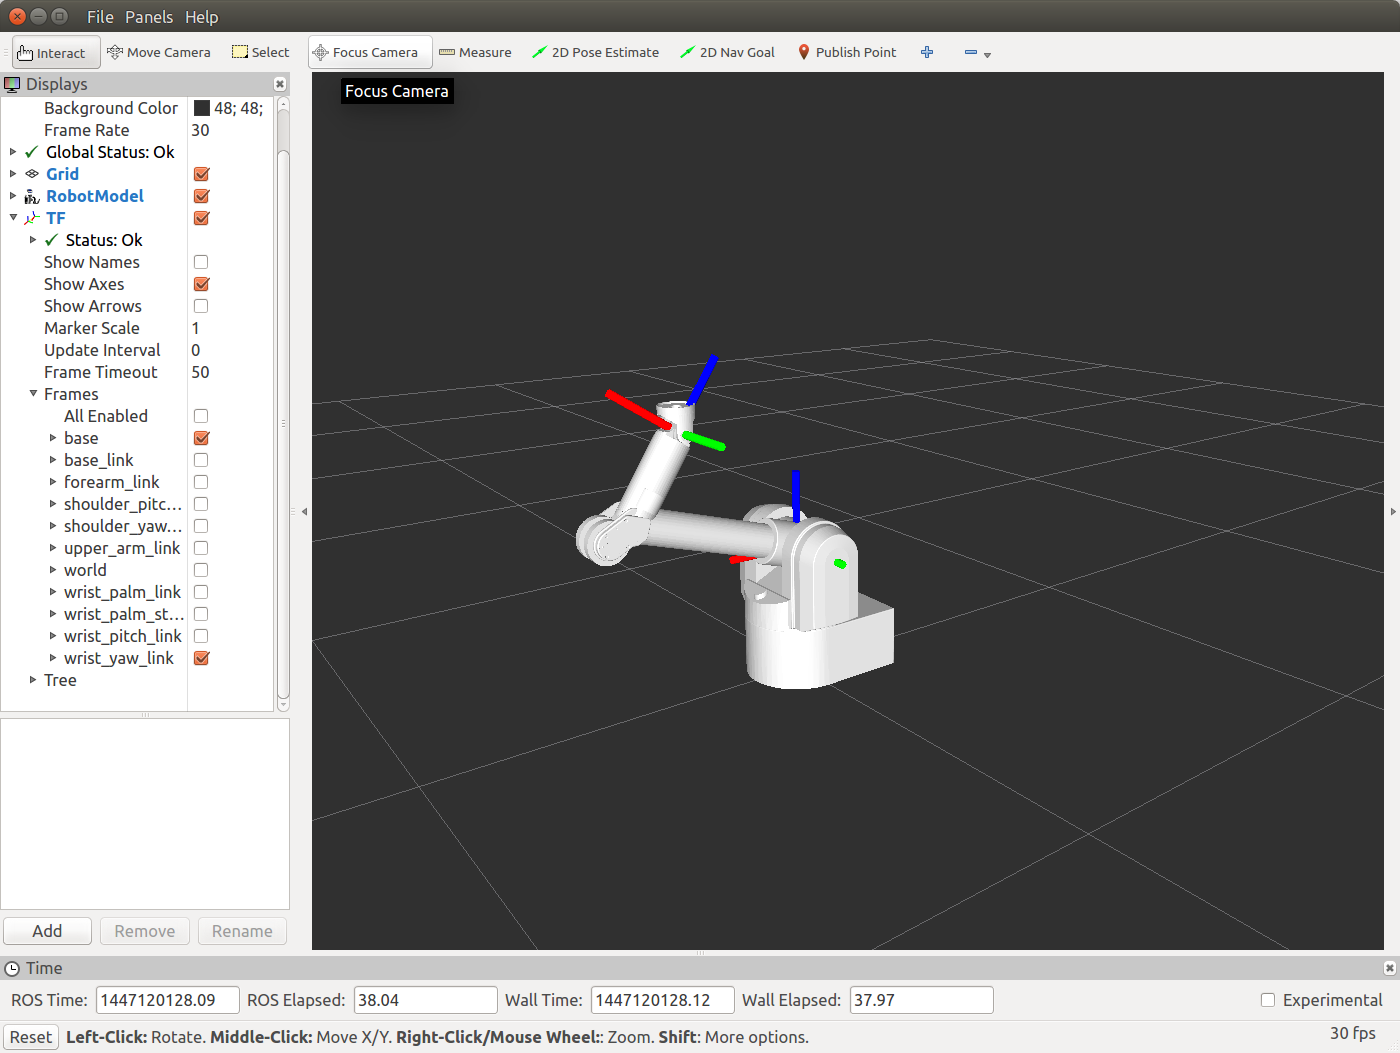 File Panels Help
Interact Move Camera Select Focus Camera Measure 2D Pose Estimate 2D Nav Goal Publish Point
Focus Camera
Displays
Background Color 48; 48;
Frame Rate 30
Global Status: Ok
Grid
RobotModel
TF
Status: Ok
Show Names
Show Axes
Show Arrows
Marker Scale 1
Update Interval 0
Frame Timeout 50
Frames
All Enabled
base
base_link
forearm_link
shoulder_pitc...
shoulder_yaw...
upper_arm_link
world
wrist_palm_link
wrist_palm_st...
wrist_pitch_link
wrist_yaw_link
Tree
Add Remove Rename
Time
ROS Time: 1447120128.09 ROS Elapsed: 38.04 Wall Time: 1447120128.12 Wall Elapsed: 37.97 Experimental
Reset Left-Click: Rotate. Middle-Click: Move X/Y. Right-Click/Mouse Wheel:: Zoom. Shift: More options. 30 fps